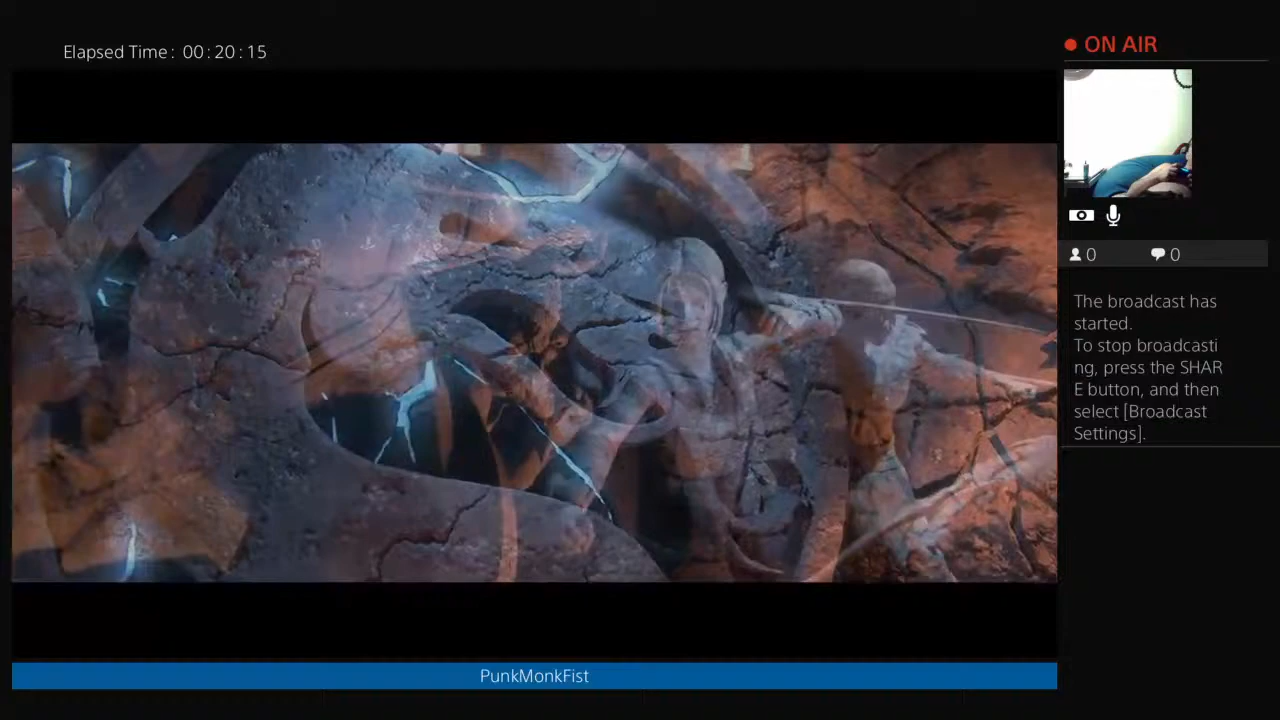 Elapsed Time: 00:20:15
ON AIR
0 0
The broadcast has
started.
To stop broadcasti
ng, press the SHAR
E button, and then
select [Broadcast
Settings].
PunkMonkFist